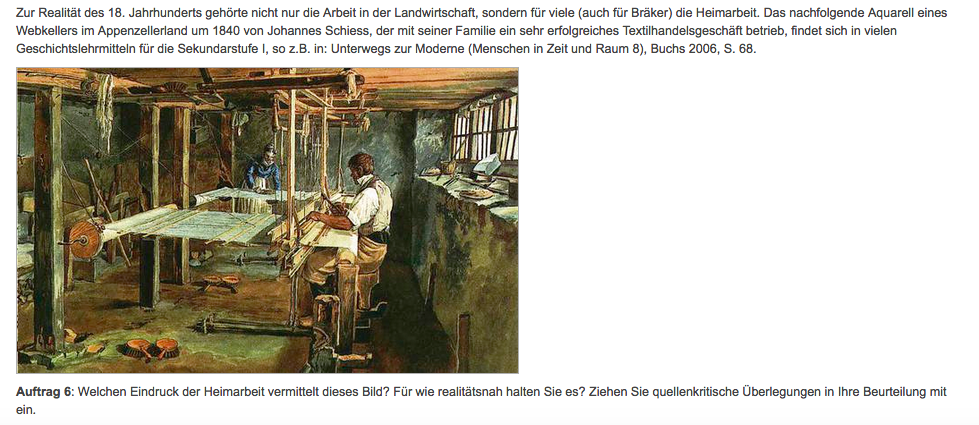 Zur Realität des 18. Jahrhunderts gehörte nicht nur die Arbeit in der Landwirtschaft, sondern für viele (auch für Bräker) die Heimarbeit. Das nachfolgende Aquarell eines
Webkellers im Appenzellerland um 1840 von Johannes Schiess, der mit seiner Familie ein sehr erfolgreiches Textilhandelsgeschäft betrieb, findet sich in vielen
Geschichtslehrmitteln für die Sekundarstufe I, so z.B. in: Unterwegs zur Moderne (Menschen in Zeit und Raum 8), Buchs 2006, S. 68.
Auftrag 6: Welchen Eindruck der Heimarbeit vermittelt dieses Bild? Für wie realitätsnah halten Sie es? Ziehen Sie quellenkritische Überlegungen in Ihre Beurteilung mit
ein.